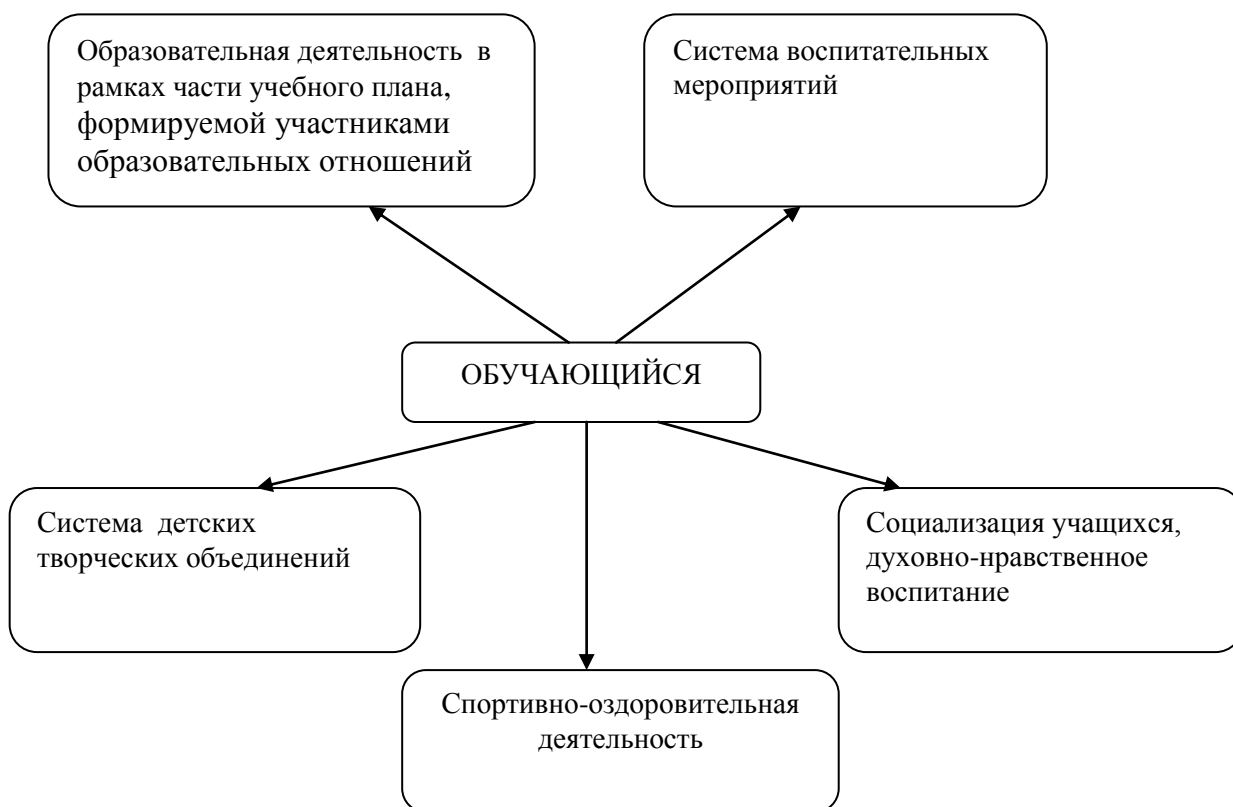 Образовательная деятельность в
рамках части учебного плана,
формируемой участниками
образовательных отношений
Система воспитательных
мероприятий
ОБУЧАЮЩИЙСЯ
Система детских
творческих объединений
Социализация учащихся,
духовно-нравственное
воспитание
Спортивно-оздоровительная
деятельность